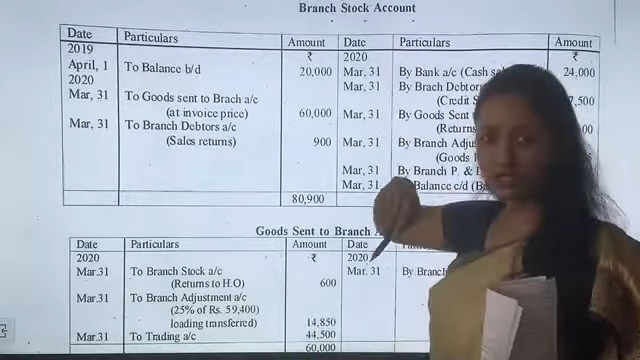 Branch Stock Account
Date Particulars Amount Date Particulars Amount
2019 ₹ 2020 ₹
April, 1 To Balance b/d 20,000 Mar, 31 By Bank a/c (Cash 24,000
2020 Mar, 31 By Brach Debtors
Mar, 31 To Goods sent to Brach a/c (Credit ,500
(at invoice price) 60,000 Mar, 31 By Goods Sent
Mar, 31 To Branch Debtors a/c (Returns
(Sales returns) 900 Mar, 31 By Branch
(Goods
Mar, 31 By Branch P. &
Mar, 31 Balance c/d
80,900
Goods Sent to Branch
Date Particulars Amount Date
2020 ₹ 2020
Mar.31 To Branch Stock a/c Mar. 31 By Branch
(Returns to H.O) 600
Mar.31 To Branch Adjustment a/c
(25% of Rs. 59,400)
loading transferred) 14,850
Mar.31 To Trading a/c 44,500
60,000